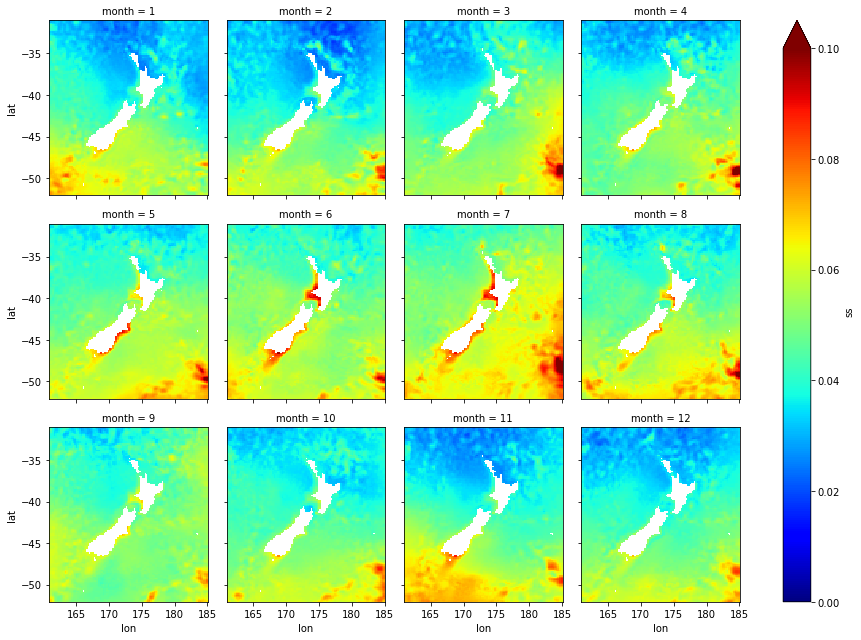 month = 1 month = 2 month = 3 month = 4
−35
−40
−45
−50
lat
month = 5 month = 6 month = 7 month = 8
−35
−40
−45
−50
lat
month = 9 month = 10 month = 11 month = 12
−35
−40
−45
−50
lat
165 170 175 180 185 165 170 175 180 185 165 170 175 180 185 165 170 175 180 185
lon lon lon lon
0.10
0.08
0.06
0.04
0.02
0.00
ss